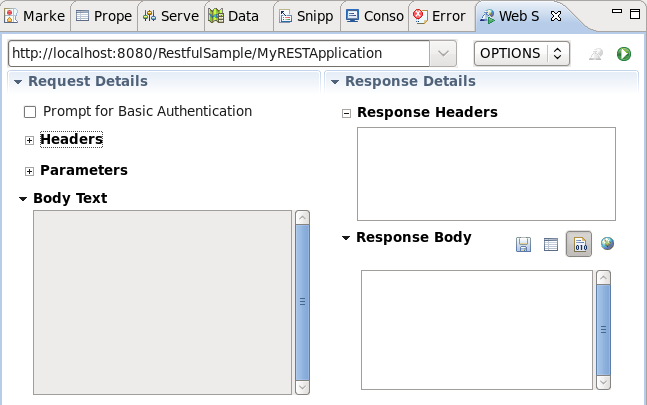 Marke Prope Serve Data Snipp Conso Error Web S
http://localhost:8080/RestfulSample/MyRESTApplication OPTIONS
Request Details
Prompt for Basic Authentication
Headers
Parameters
Body Text
Response Details
Response Headers
Response Body
010